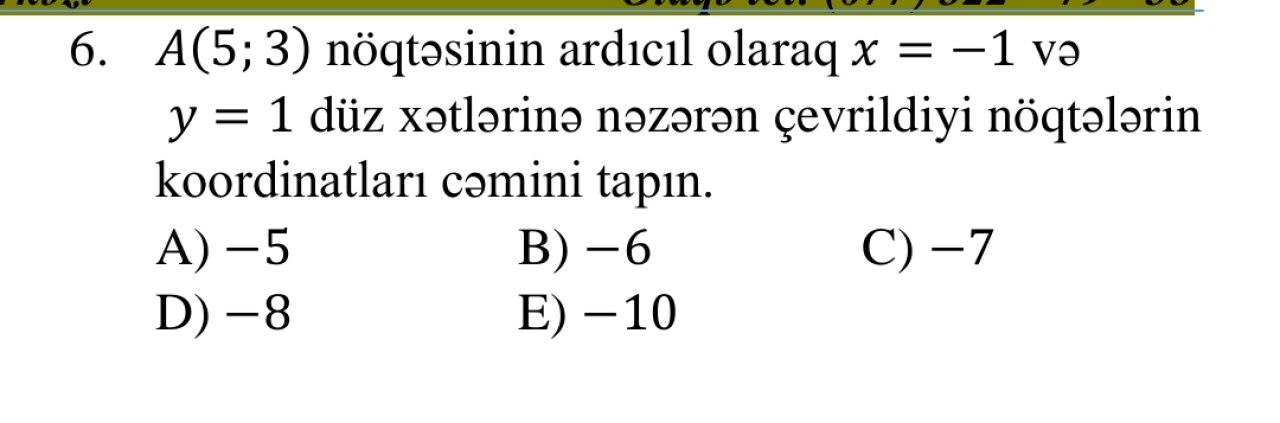 6. A(5; 3) nöqtəsinin ardıcıl olaraq x = −1 və
y = 1 düz xətlərinə nəzərən çevrildiyi nöqtələrin
koordinatları cəmini tapın.
A) −5 B) −6 C) −7
D) −8 E) −10